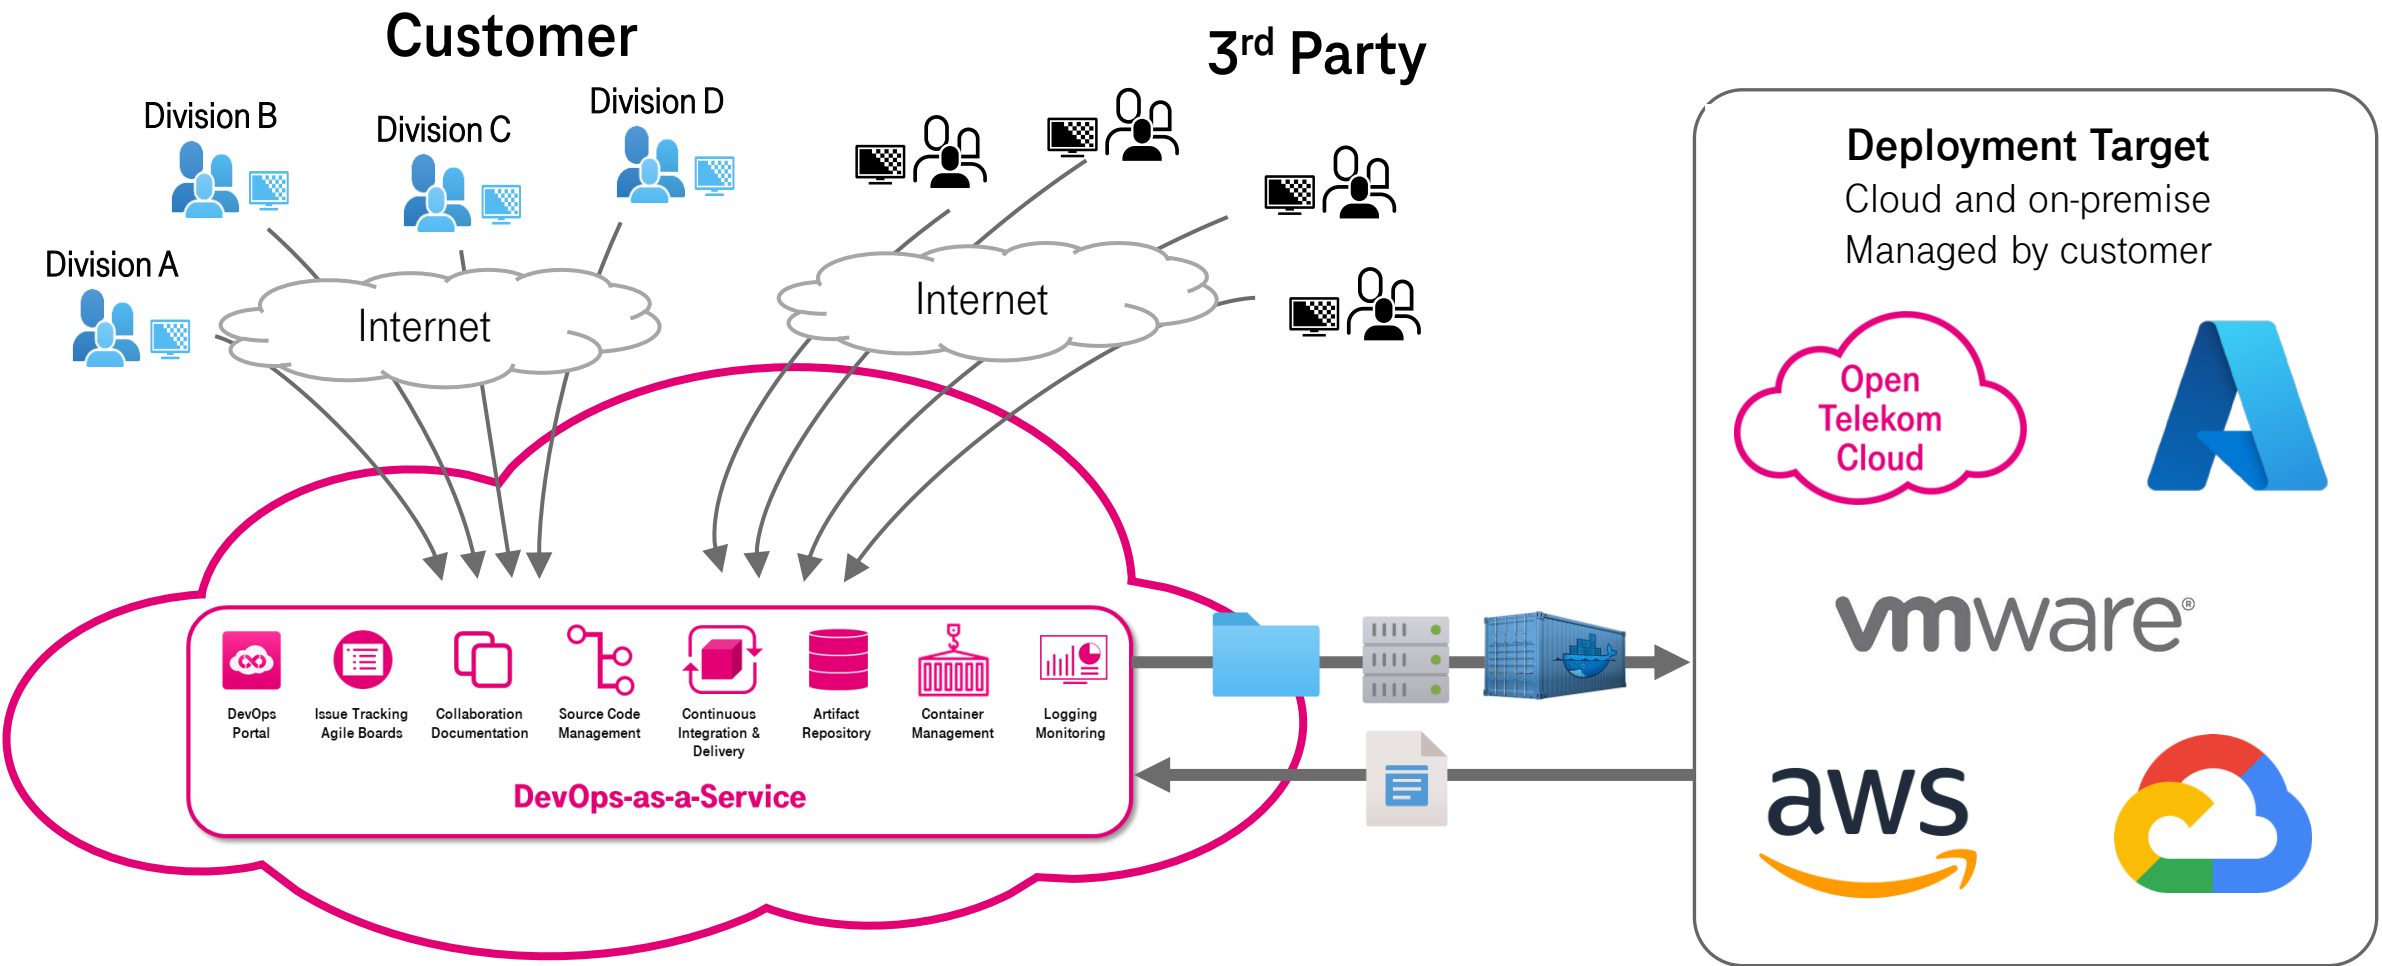 Customer
3rd Party
Division A
Division B
Division C
Division D
Internet
Internet
DevOps
Portal
Issue Tracking
Agile Boards
Collaboration
Documentation
Source Code
Management
Continuous
Integration &
Delivery
Artifact
Repository
Container
Management
Logging
Monitoring
DevOps-as-a-Service
Deployment Target
Cloud and on-premise
Managed by customer
Open
Telekom
Cloud
vmware®
aws